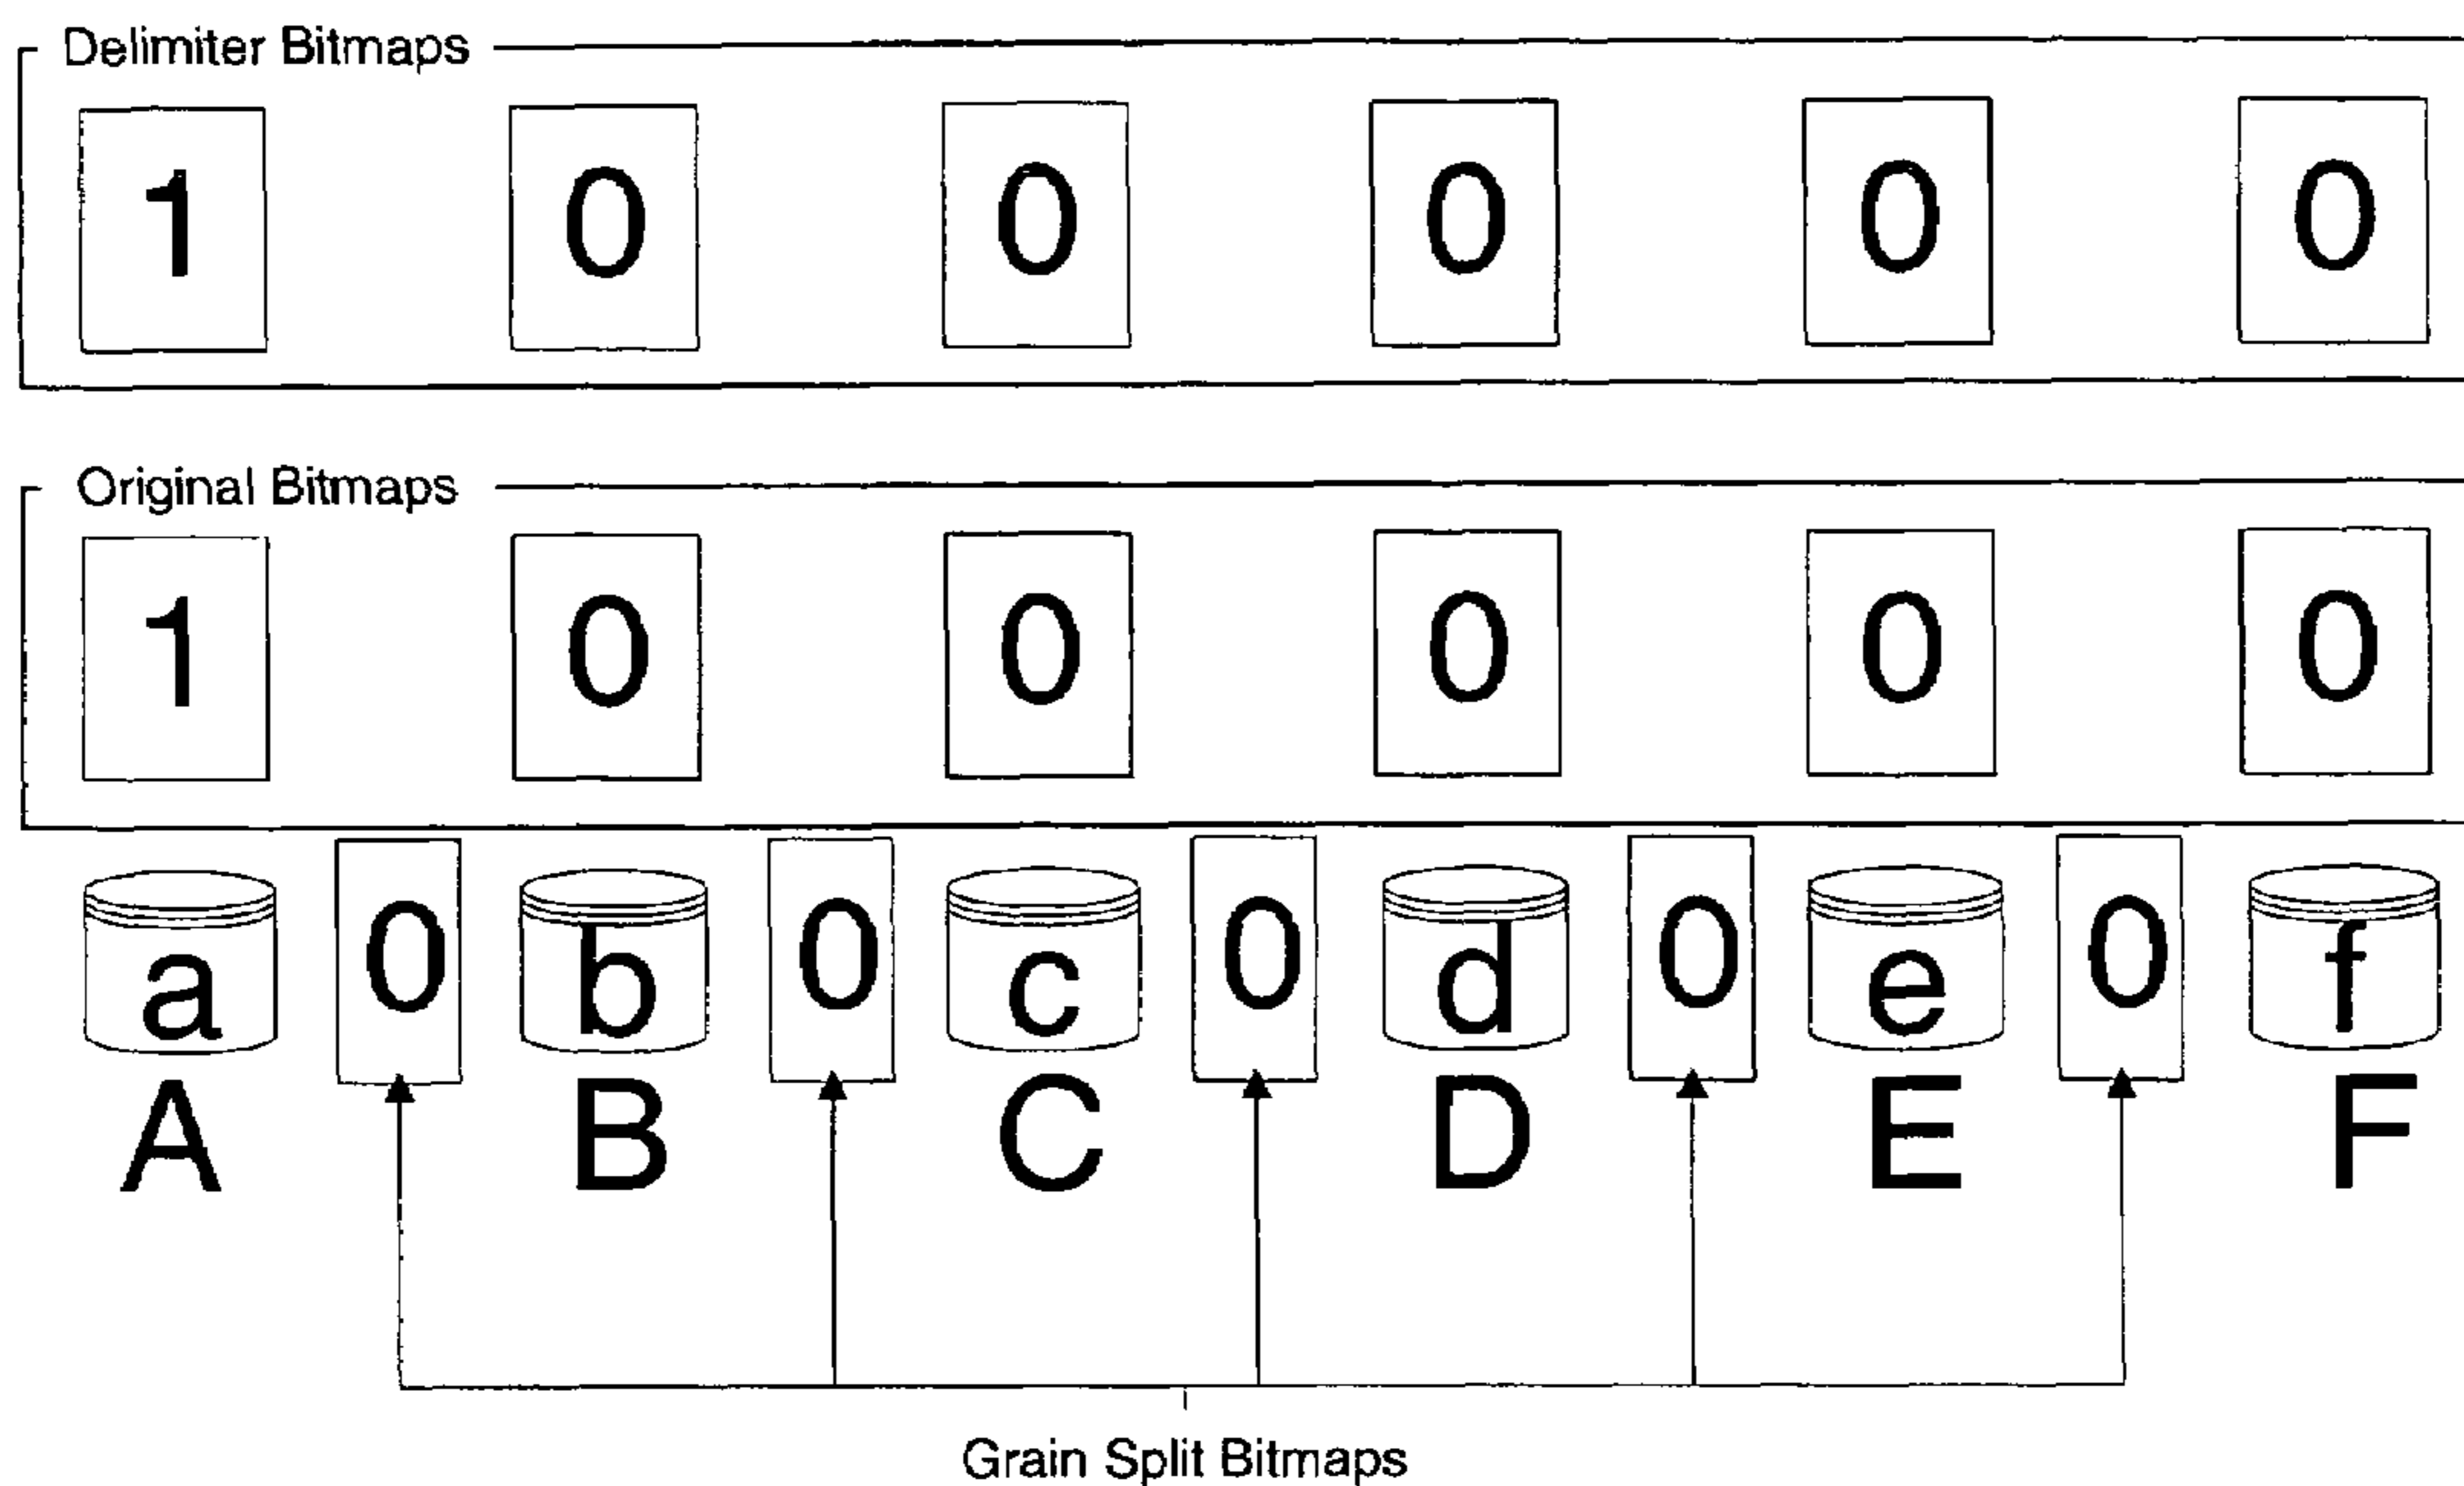 Delimiter Bitmaps
1 0 0 0 0 0
Original Bitmaps
1 0 0 0 0 0
a 0 b 0 c 0 d 0 e 0 f
A B C D E F
Grain Split Bitmaps